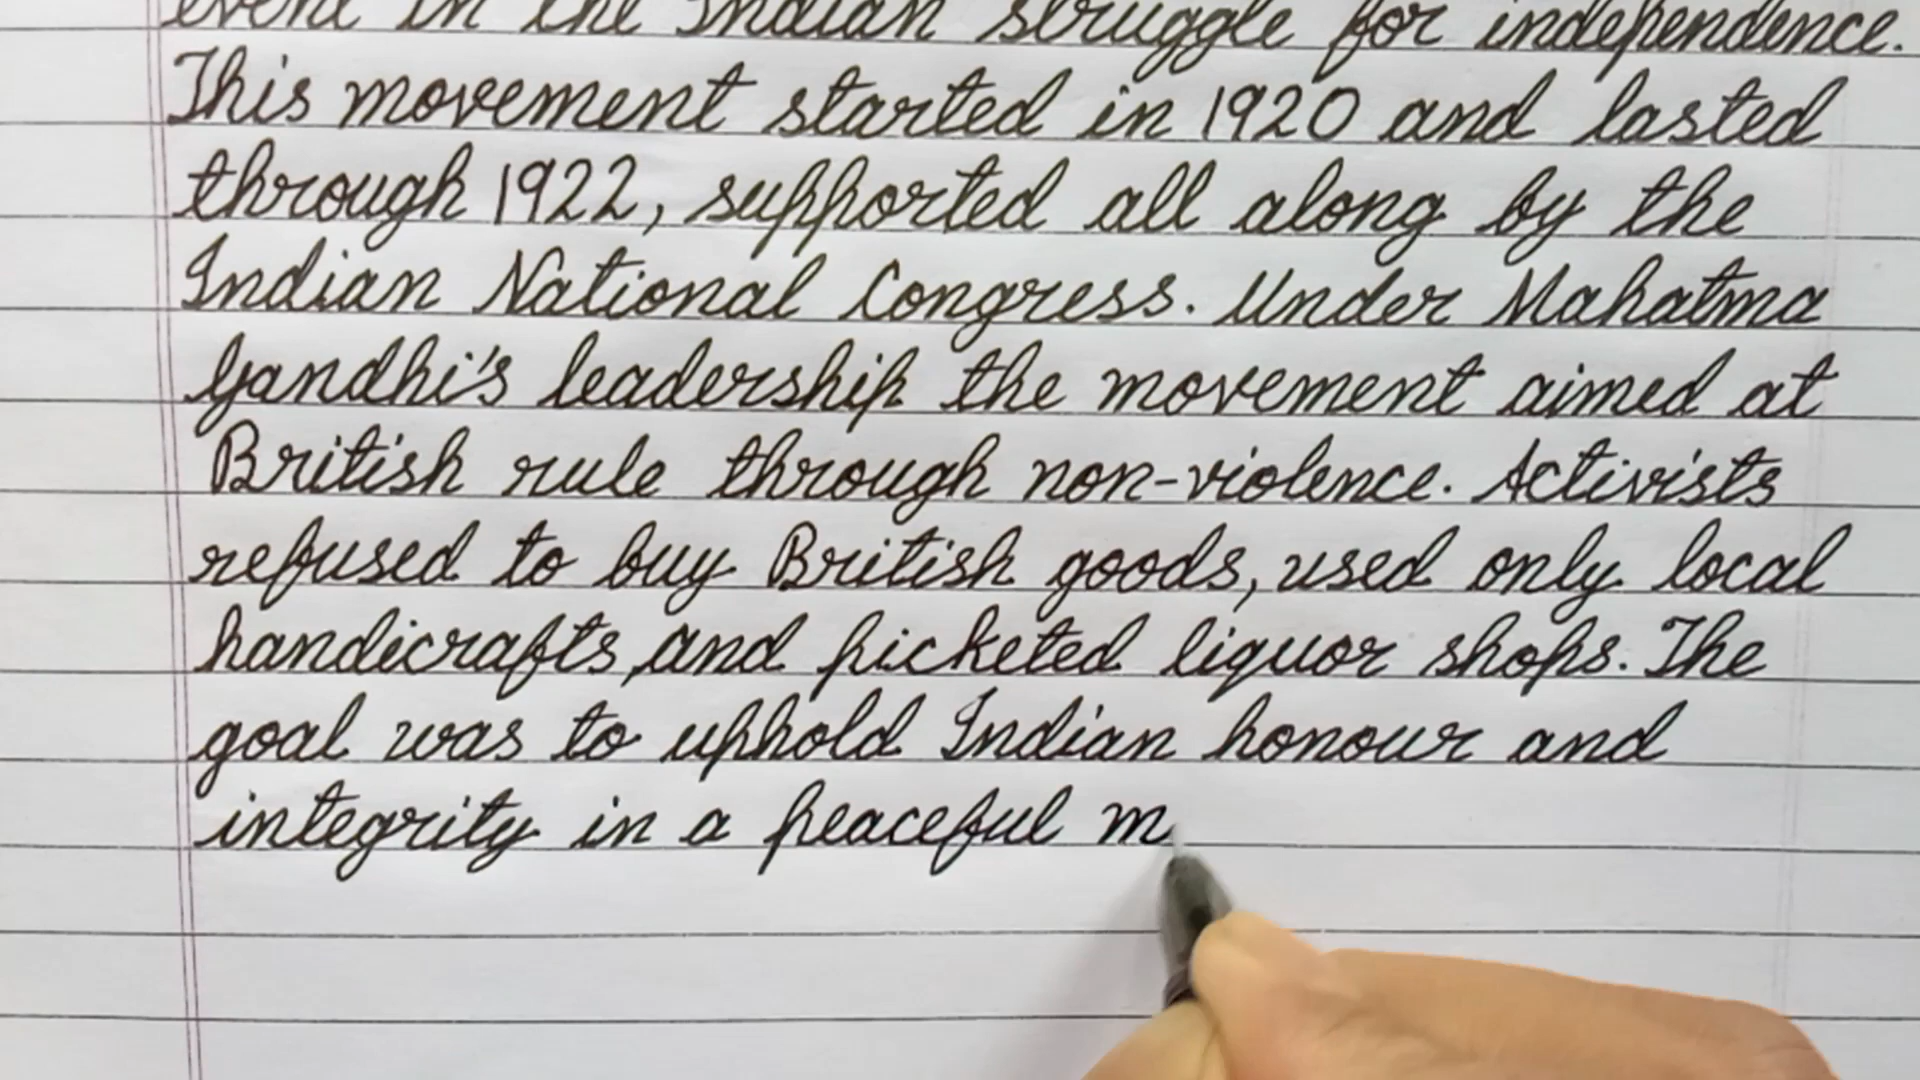 event in the Indian struggle for independence.
This movement started in 1920 and lasted
through 1922, supported all along by the
Indian National Congress. Under Mahatma
Gandhi's leadership the movement aimed at
British rule through non-violence. Activists
refused to buy British goods, used only local
handicrafts, and picketed liquor shops. The
goal was to uphold Indian honour and
integrity in a peaceful m